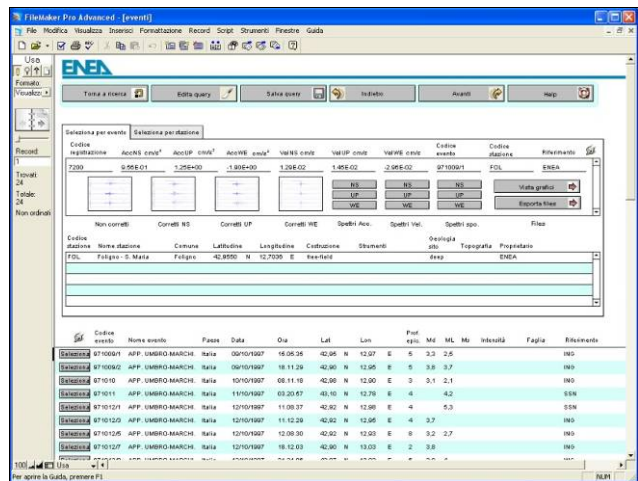 FileMaker Pro Advanced - [eventi]
File Modifica Visualizza Inserisci Formattazione Record Script Strumenti Finestre Guida
Usa
Formato
Visualizz
Record
1
Trovati:
24
Totale:
24
Non ordinati
ENEA
Torna a ricerca Edita query Salva query Indietro Avanti Help
Seleziona per evento Seleziona per stazione
Codice registrazione AccNS cm/s² AccUP cm/s² AccWE cm/s² VelNS cm/s VelUP cm/s VelWE cm/s Codice evento Codice stazione Riferimento
7200 9.56E-01 1.25E+00 -1.90E+00 1.29E-02 1.45E-02 -2.95E-02 971009/1 FOL ENEA
NS NS NS Vista grafici
UP UP UP
WE WE WE Esporta files
Non corretti Corretti NS Corretti UP Corretti WE Spettri Acc. Spettri Vel. Spettri spo. Files
Codice stazione Nome stazione Comune Latitudine Longitudine Costruzione Strumenti Geologia sito Topografia Proprietario
FOL Foligno - S. Maria Foligno 42,9550 N 12,7035 E free-field deep ENEA
Codice evento Nome evento Paese Data Ora Lat Lon Prof. epic. Md ML Ms Intensità Faglia Riferimento
Seleziona 971009/1 APP. UMBRO-MARCHI. Italia 09/10/1997 15.05.35 42,95 N 12,97 E 5 3,3 2,5 ING
Seleziona 971009/2 APP. UMBRO-MARCHI. Italia 09/10/1997 18.11.29 42,95 N 12,95 E 5 3,8 3,7 ING
Seleziona 971010 APP. UMBRO-MARCHI. Italia 10/10/1997 08.11.18 42,98 N 12,90 E 3 3,1 2,1 ING
Seleziona 971011 APP. UMBRO-MARCHI. Italia 11/10/1997 03.20.57 43,10 N 12,79 E 4 4,2 SSN
Seleziona 971012/1 APP. UMBRO-MARCHI. Italia 12/10/1997 11.08.37 42,92 N 12,96 E 4 5,3 SSN
Seleziona 971012/3 APP. UMBRO-MARCHI. Italia 12/10/1997 11.12.29 42,91 N 12,95 E 4 3,7 ING
Seleziona 971012/5 APP. UMBRO-MARCHI. Italia 12/10/1997 12.08.30 42,92 N 12,93 E 8 3,2 2,7 ING
Seleziona 971012/7 APP. UMBRO-MARCHI. Italia 12/10/1997 18.12.03 42,90 N 13,03 E 2 3,8 ING
100 Usa
Per aprire la Guida, premere F1 NUM